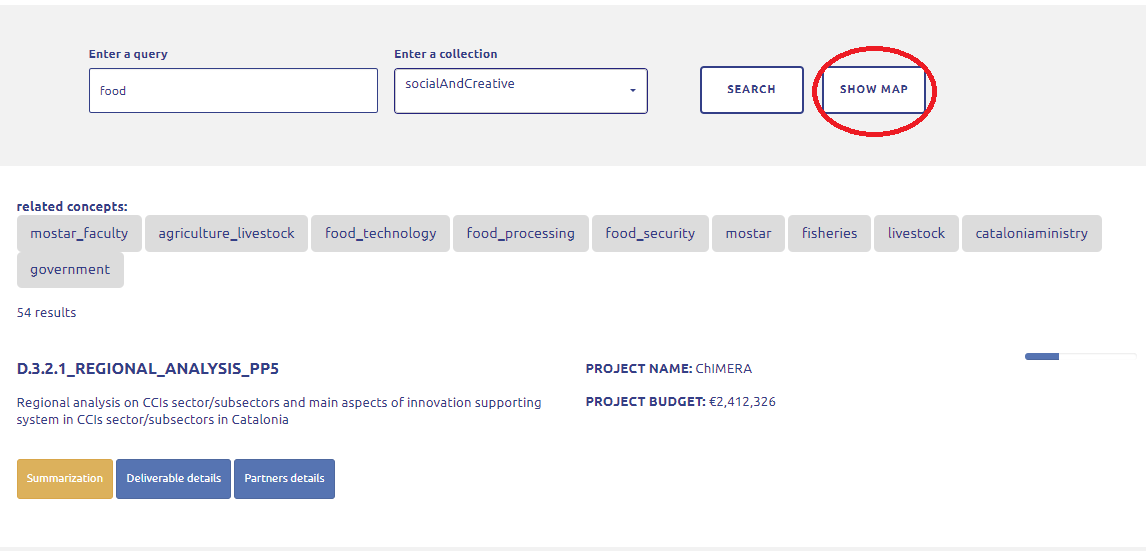 Enter a query
Enter a collection
food
socialAndCreative
SEARCH
SHOW MAP
related concepts:
mostar_faculty agriculture_livestock food_technology food_processing food_security mostar fisheries livestock cataloniaministry
government
54 results
D.3.2.1_REGIONAL_ANALYSIS_PP5
Regional analysis on CCIs sector/subsectors and main aspects of innovation supporting
system in CCIs sector/subsectors in Catalonia
PROJECT NAME: ChIMERA
PROJECT BUDGET: €2,412,326
Summarization Deliverable details Partners details